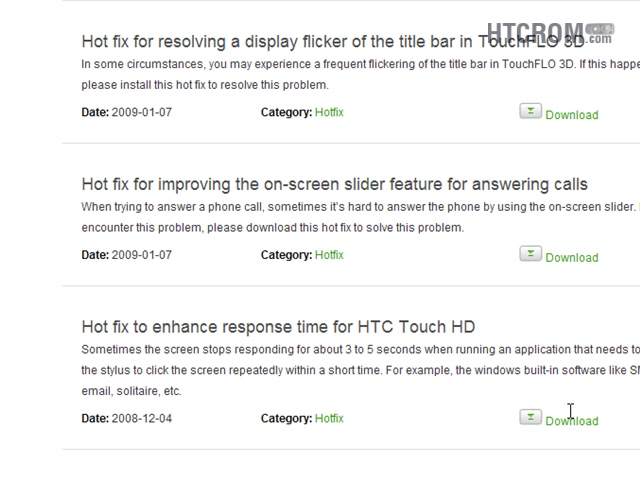 HTCROM
.com
Hot fix for resolving a display flicker of the title bar in TouchFLO 3D
In some circumstances, you may experience a frequent flickering of the title bar in TouchFLO 3D. If this happe
please install this hot fix to resolve this problem.
Date: 2009-01-07 Category: Hotfix Download
Hot fix for improving the on-screen slider feature for answering calls
When trying to answer a phone call, sometimes it's hard to answer the phone by using the on-screen slider.
encounter this problem, please download this hot fix to solve this problem.
Date: 2009-01-07 Category: Hotfix Download
Hot fix to enhance response time for HTC Touch HD
Sometimes the screen stops responding for about 3 to 5 seconds when running an application that needs to
the stylus to click the screen repeatedly within a short time. For example, the windows built-in software like SM
email, solitaire, etc.
Date: 2008-12-04 Category: Hotfix Download